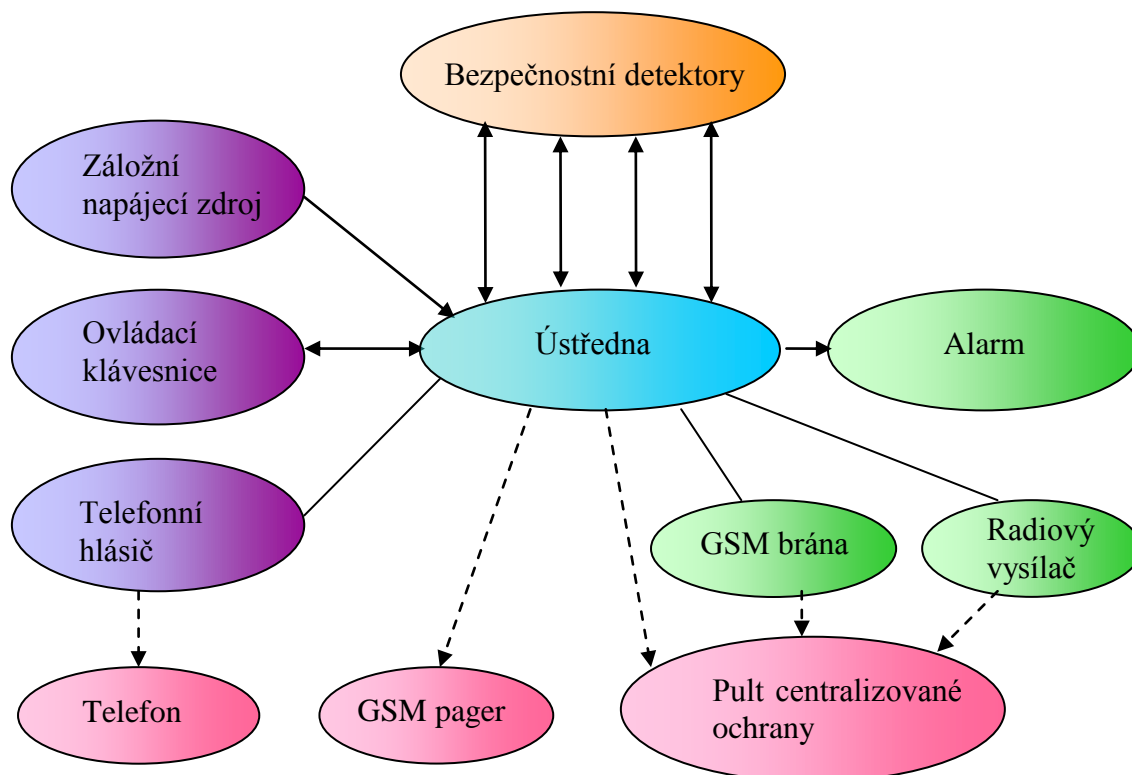 Bezpečnostní detektory
Záložní
napájecí zdroj
Ovládací
klávesnice
Ústředna
Alarm
Telefonní
hlásič
GSM brána
Radiový
vysílač
Telefon
GSM pager
Pult centralizované
ochrany